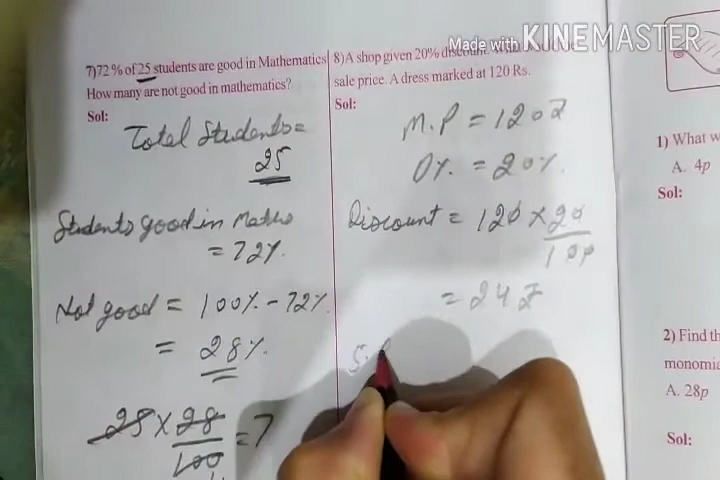 Made with KINEMASTER
7)72 % of 25 students are good in Mathematics
How many are not good in mathematics?
Sol:
Total Students =
25
Students good in Maths
= 72%.
Not good = 100% - 72%.
= 28%.
25 × 28/100 = 7
8)A shop given 20% discount.
sale price. A dress marked at 120 Rs.
Sol:
M.P = 120₹
D%. = 20%.
Discount = 120 × 20/100
= 24₹
S.P
1) What w
A. 4p
Sol:
2) Find th
monomia
A. 28p
Sol: